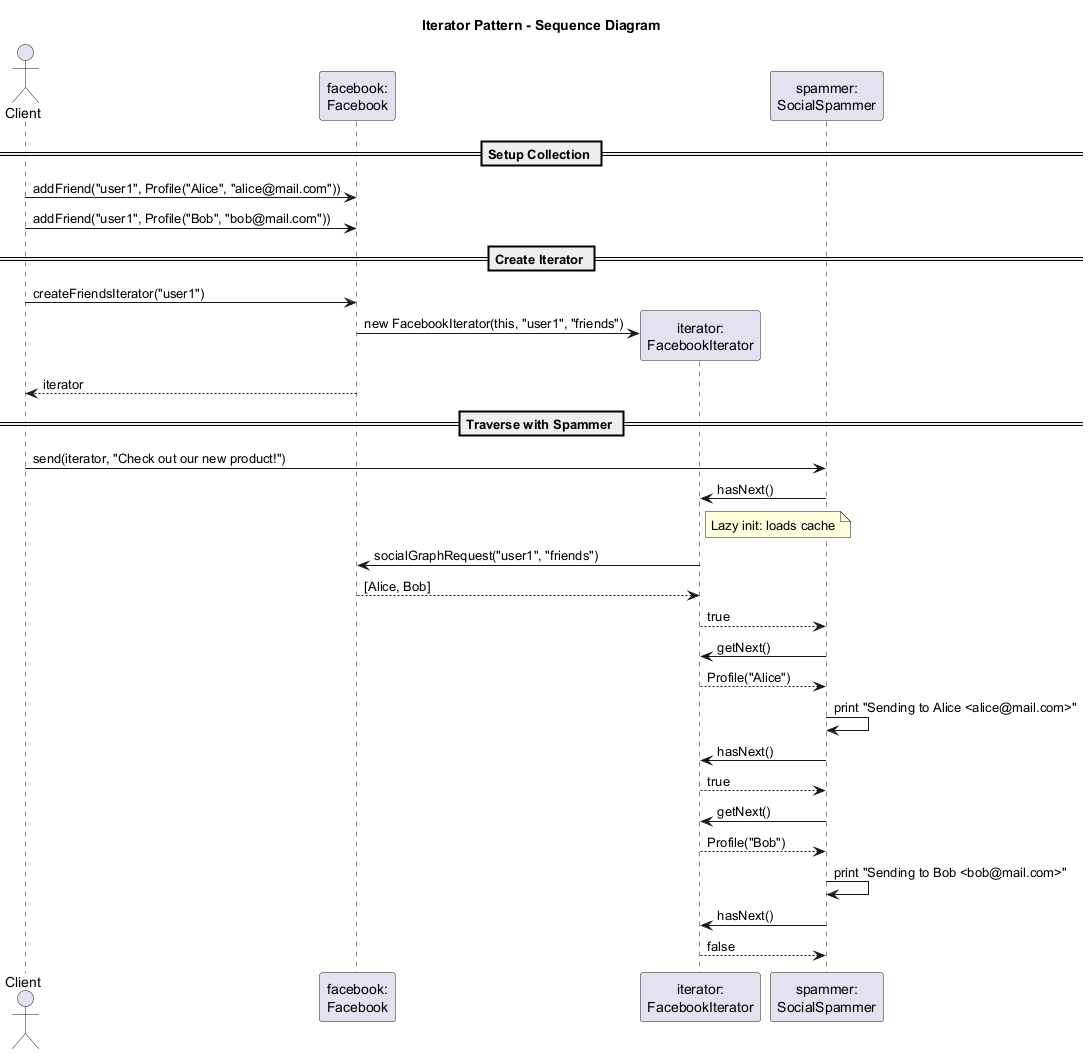 Iterator Pattern - Sequence Diagram
Client
facebook:
Facebook
spammer:
SocialSpammer
Setup Collection
addFriend("user1", Profile("Alice", "alice@mail.com"))
addFriend("user1", Profile("Bob", "bob@mail.com"))
Create Iterator
createFriendsIterator("user1")
new FacebookIterator(this, "user1", "friends")
iterator:
FacebookIterator
iterator
Traverse with Spammer
send(iterator, "Check out our new product!")
hasNext()
Lazy init: loads cache
socialGraphRequest("user1", "friends")
[Alice, Bob]
true
getNext()
Profile("Alice")
print "Sending to Alice <alice@mail.com>"
hasNext()
true
getNext()
Profile("Bob")
print "Sending to Bob <bob@mail.com>"
hasNext()
false
Client
facebook:
Facebook
iterator:
FacebookIterator
spammer:
SocialSpammer